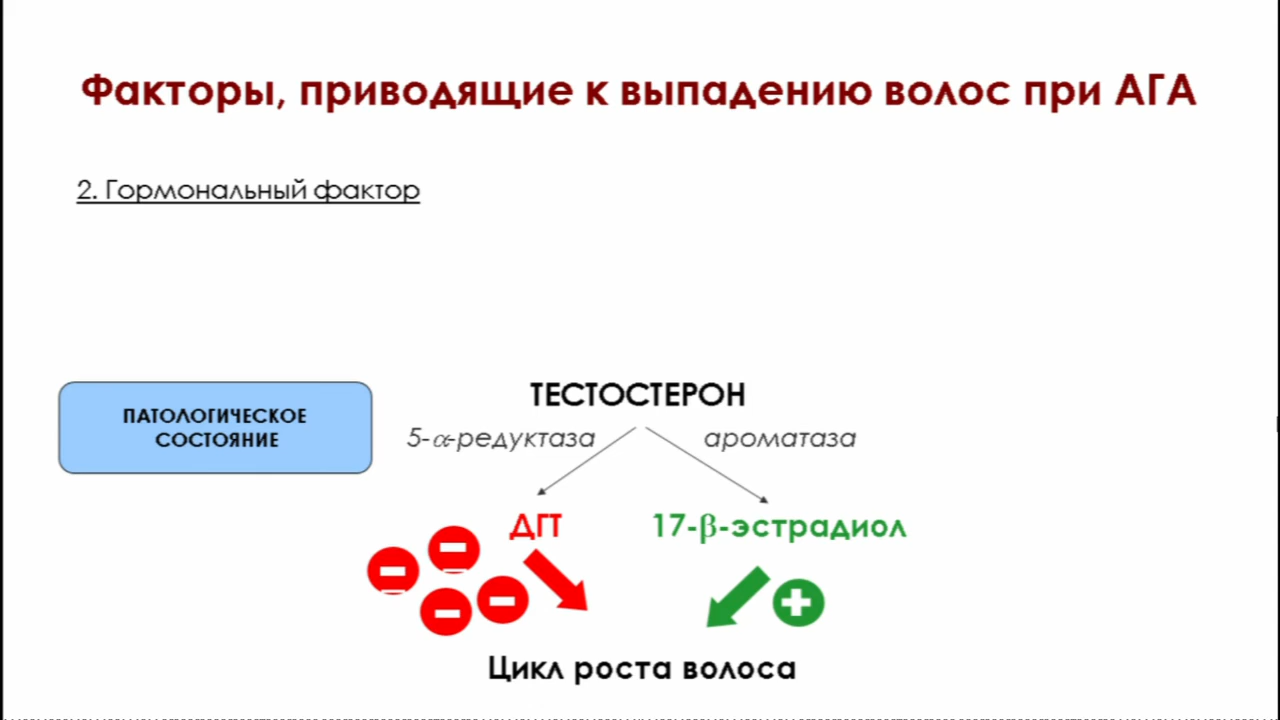 Факторы, приводящие к выпадению волос при АГА
2. Гормональный фактор
ПАТОЛОГИЧЕСКОЕ
СОСТОЯНИЕ
ТЕСТОСТЕРОН
5-α-редуктаза
ароматаза
ДГТ
17-β-эстрадиол
Цикл роста волоса